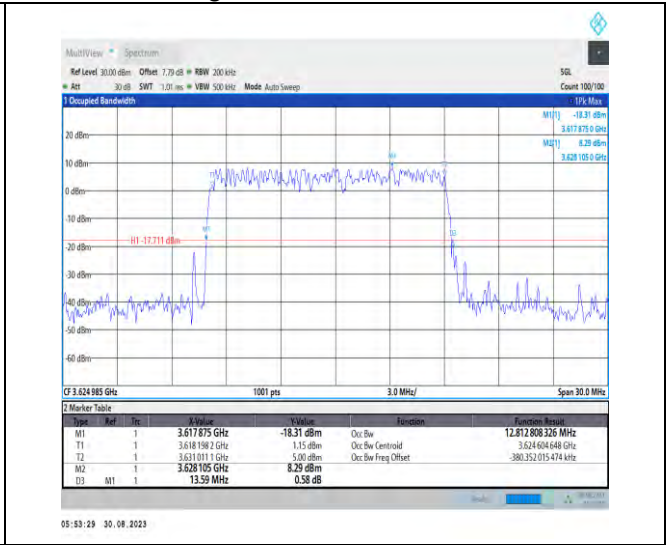 MultiView Spectrum
Ref Level 30.00 dBm Offset 7.79 dB RBW 200 kHz SGL
Att 30 dB SWT 1.01 ms VBW 500 kHz Mode Auto Sweep Count 100/100
1 Occupied Bandwidth 1Pk Max
M1[1] -18.31 dBm
3.617 875 0 GHz
20 dBm
M2[1] 8.29 dBm
3.628 105 0 GHz
10 dBm
0 dBm
-10 dBm
M1
H1 -17.711 dBm
-20 dBm
-30 dBm
-40 dBm
-50 dBm
-60 dBm
CF 3.624 985 GHz 1001 pts 3.0 MHz/ Span 30.0 MHz
2 Marker Table
Type Ref Trc X-Value Y-Value Function Function Result
M1 1 3.617875 GHz -18.31 dBm Occ Bw 12.812 808 326 MHz
T1 1 3.618 198 2 GHz 1.15 dBm Occ Bw Centroid 3.624 604 648 GHz
T2 1 3.631 011 1 GHz 5.00 dBm Occ Bw Freq Offset -380.352 015 474 kHz
M2 1 3.628105 GHz 8.29 dBm
D3 M1 1 13.59 MHz 0.58 dB
05:53:29 30.08.2023